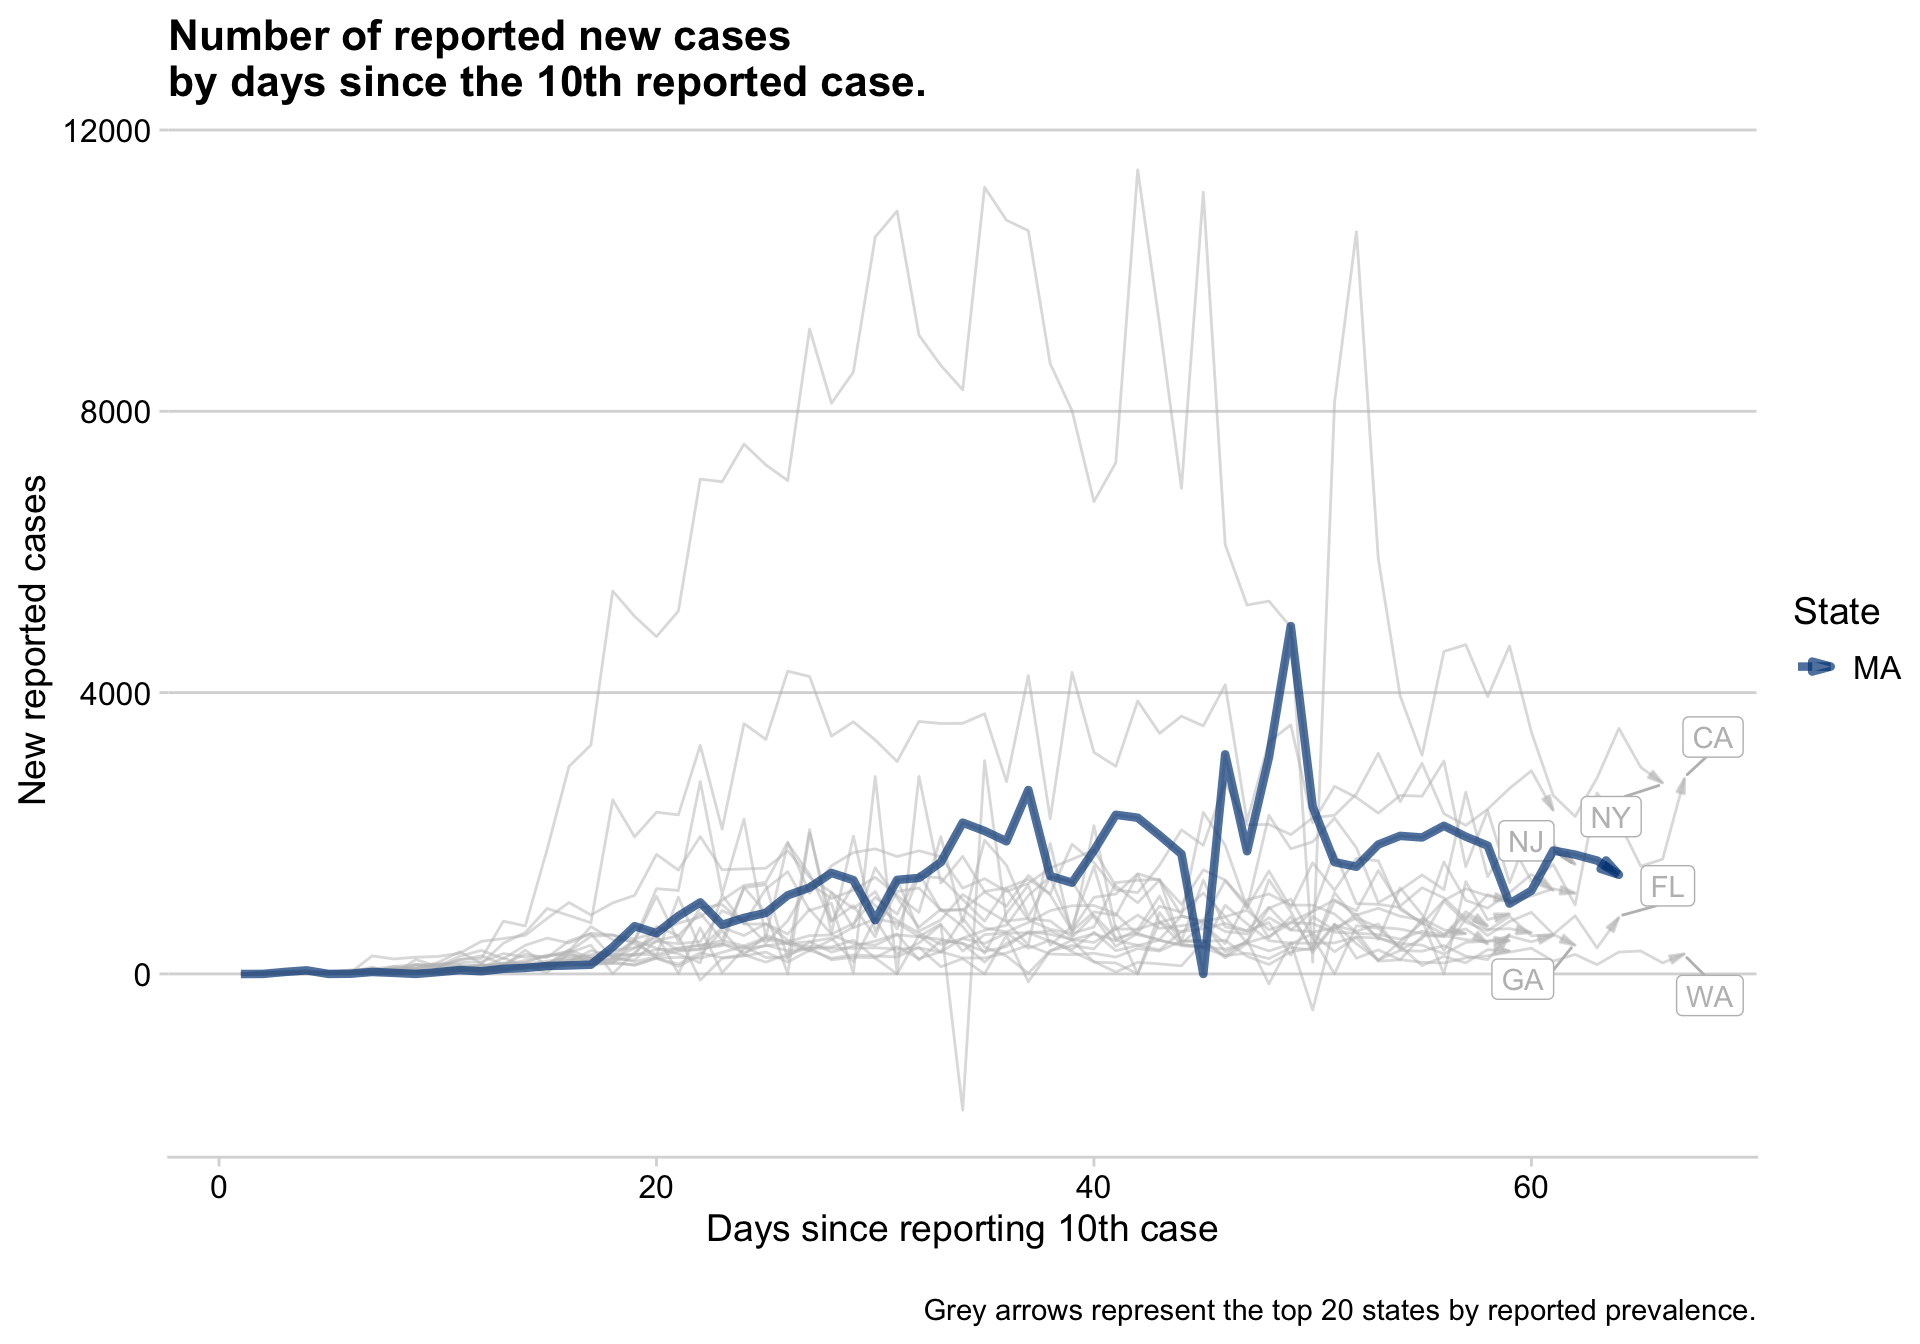 Number of reported new cases
by days since the 10th reported case.
12000
8000
4000
0
New reported cases
0
20
40
60
Days since reporting 10th case
CA
NY
NJ
FL
GA
WA
State
MA
Grey arrows represent the top 20 states by reported prevalence.